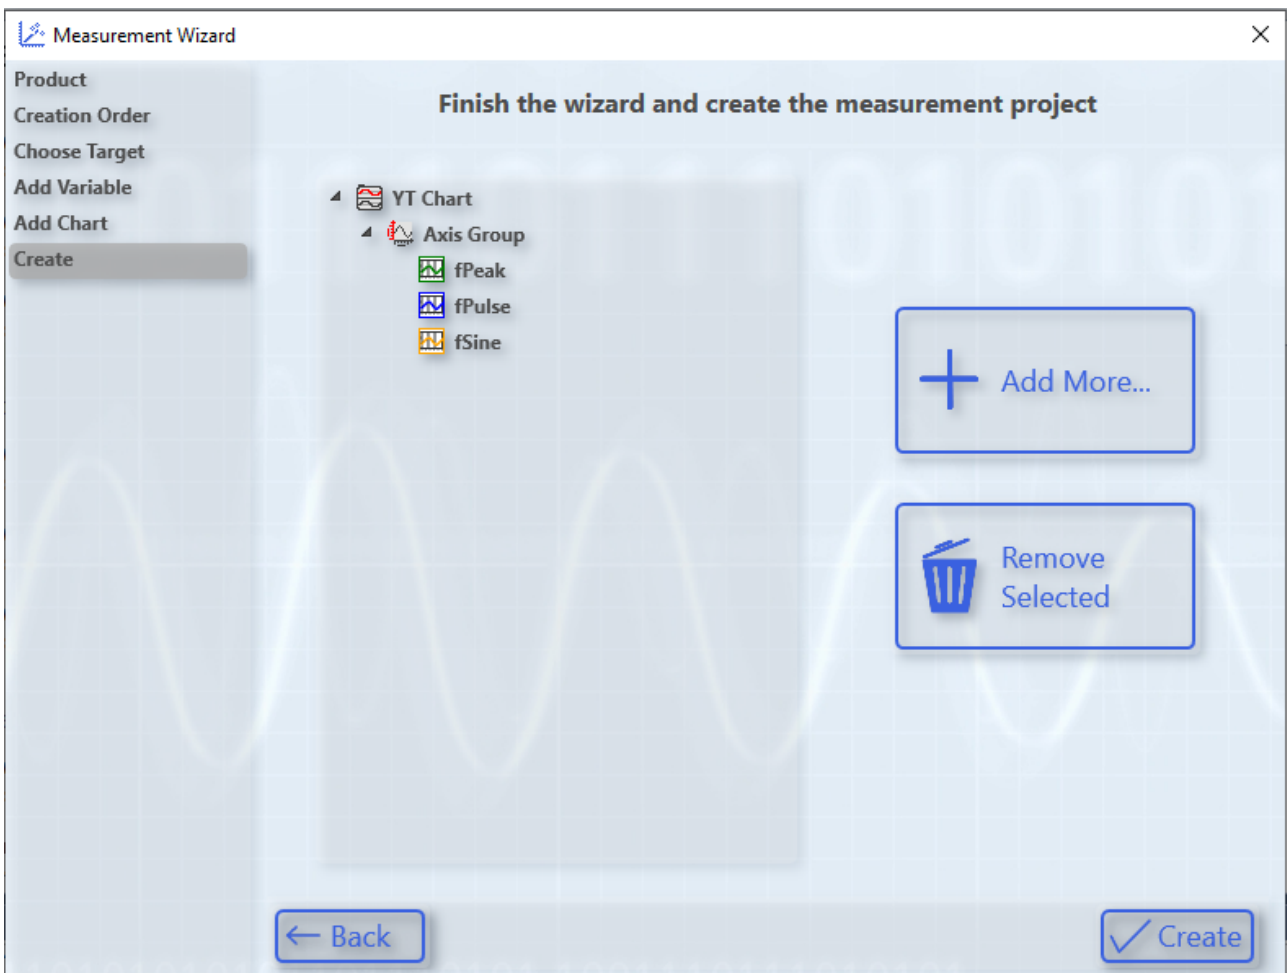 Measurement Wizard
Product
Creation Order
Choose Target
Add Variable
Add Chart
Create
Finish the wizard and create the measurement project
YT Chart
Axis Group
fPeak
fPulse
fSine
Add More...
Remove
Selected
Back
Create